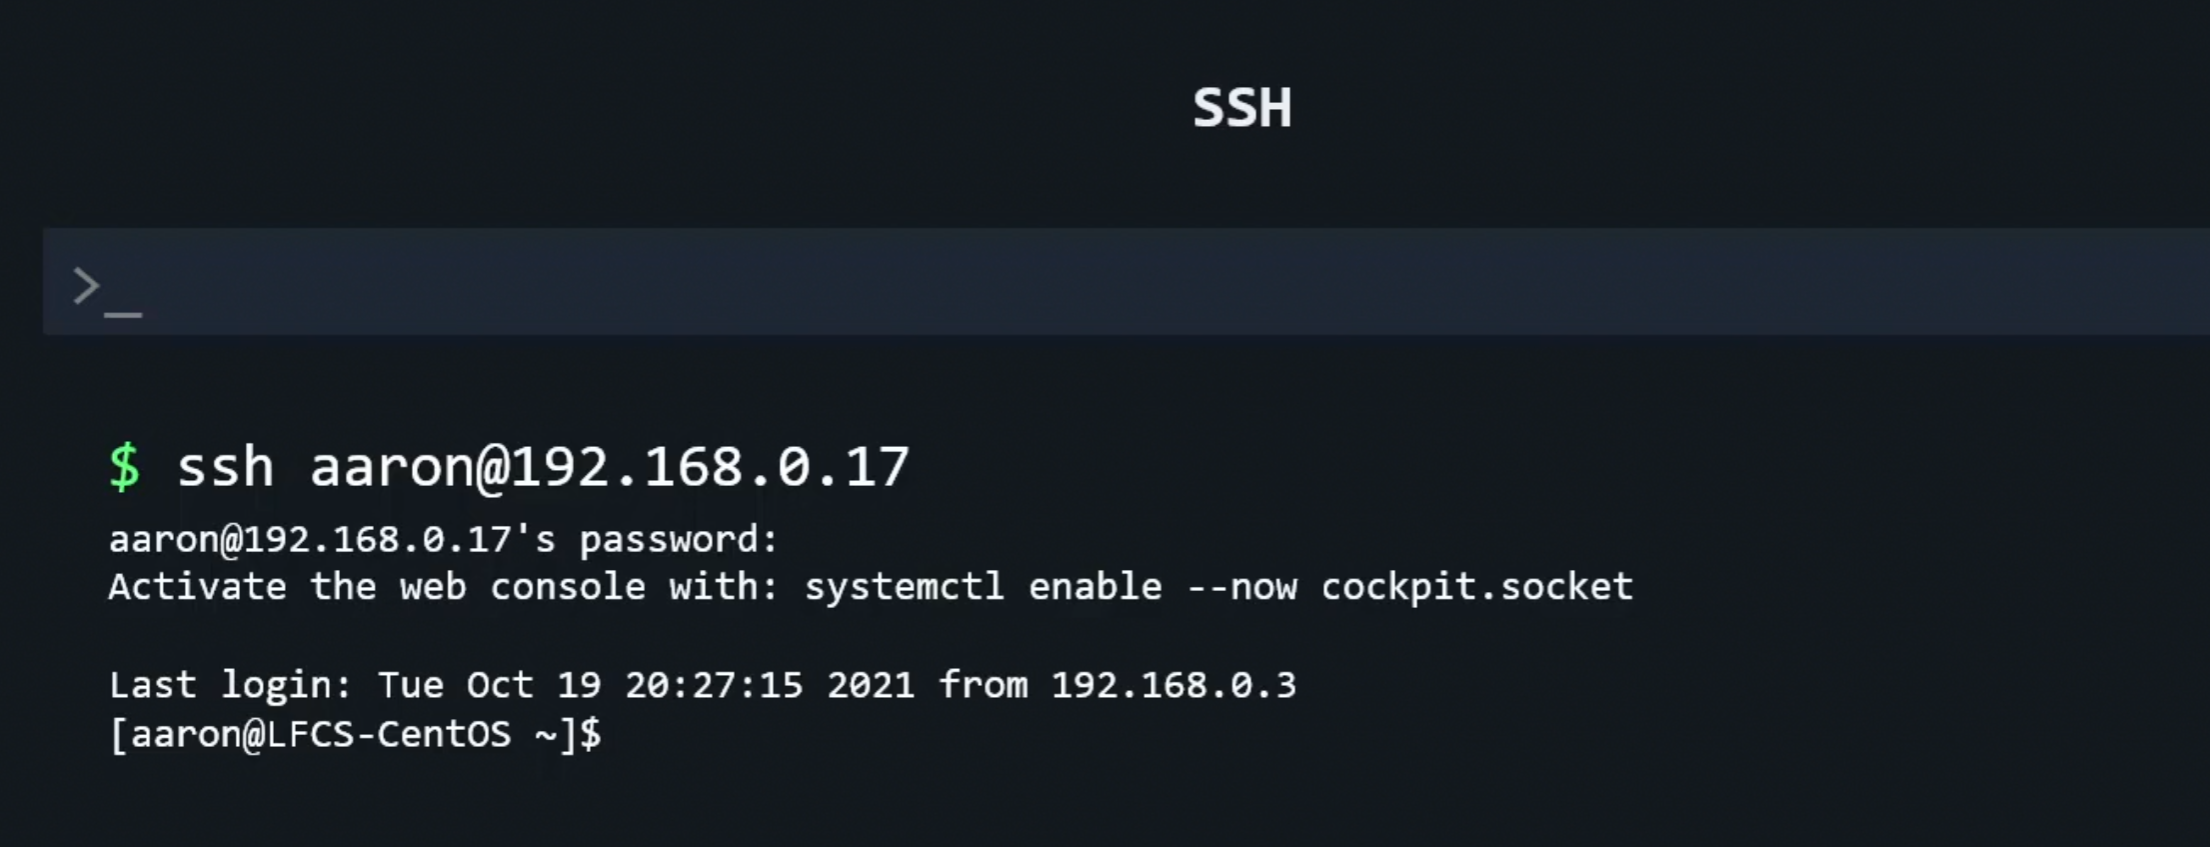 SSH
>_
$ ssh aaron@192.168.0.17
aaron@192.168.0.17's password:
Activate the web console with: systemctl enable --now cockpit.socket
Last login: Tue Oct 19 20:27:15 2021 from 192.168.0.3
[aaron@LFCS-CentOS ~]$